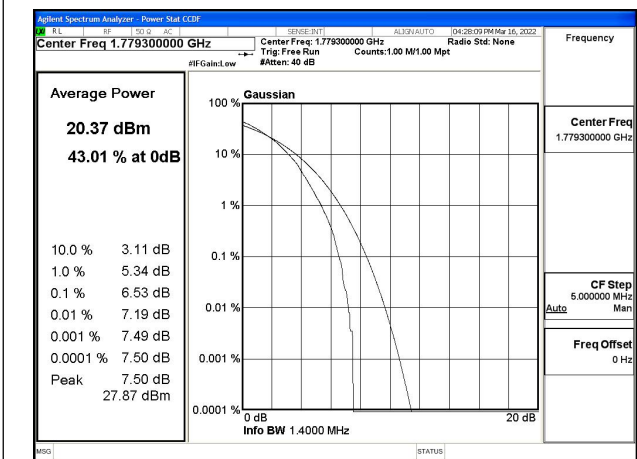 Agilent Spectrum Analyzer - Power Stat CCDF
RL RF 50 Ω AC SENSE:INT ALIGN AUTO 04:28:09 PM Mar 16, 2022
Center Freq 1.779300000 GHz
Center Freq: 1.779300000 GHz Radio Std: None
Trig: Free Run Counts:1.00 M/1.00 Mpt
#IFGain:Low #Atten: 40 dB
Frequency
Average Power
20.37 dBm
43.01 % at 0dB
10.0 % 3.11 dB
1.0 % 5.34 dB
0.1 % 6.53 dB
0.01 % 7.19 dB
0.001 % 7.49 dB
0.0001 % 7.50 dB
Peak 7.50 dB
27.87 dBm
Gaussian
100 %
10 %
1 %
0.1 %
0.01 %
0.001 %
0.0001 %
0 dB 20 dB
Info BW 1.4000 MHz
Center Freq
1.779300000 GHz
CF Step
5.000000 MHz
Auto Man
Freq Offset
0 Hz
MSG STATUS